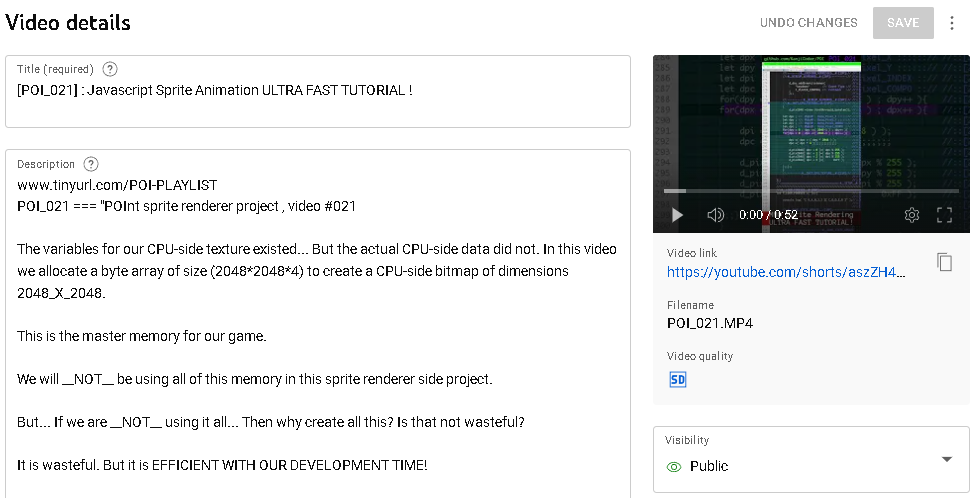 Video details
UNDO CHANGES
SAVE
Title (required)
[POI_021] : Javascript Sprite Animation ULTRA FAST TUTORIAL !
Description
www.tinyurl.com/POI-PLAYLIST
POI_021 === "POInt sprite renderer project , video #021
The variables for our CPU-side texture existed... But the actual CPU-side data did not. In this video
we allocate a byte array of size (2048*2048*4) to create a CPU-side bitmap of dimensions
2048_X_2048.
This is the master memory for our game.
We will __NOT__ be using all of this memory in this sprite renderer side project.
But... If we are __NOT__ using it all... Then why create all this? Is that not wasteful?
It is wasteful. But it is EFFICIENT WITH OUR DEVELOPMENT TIME!
0:00 / 0:52
Video link
https://youtube.com/shorts/aszZH4...
Filename
POI_021.MP4
Video quality
SD
Visibility
Public